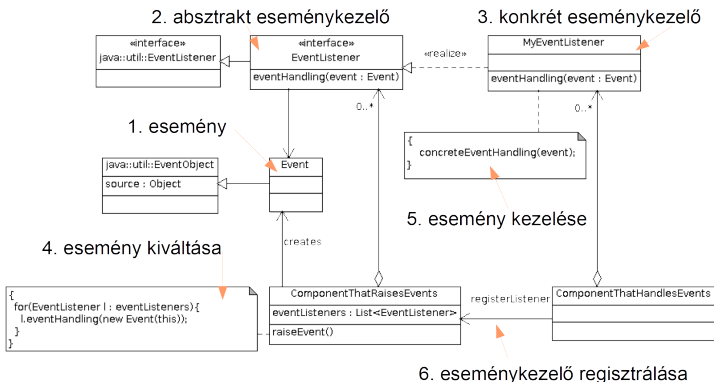 2. absztrakt eseménykezelő
3. konkrét eseménykezelő
«interface»
java::util::EventListener
«interface»
EventListener
eventHandling(event : Event)
«realize»
MyEventListener
eventHandling(event : Event)
0..*
0..*
1. esemény
{
concreteEventHandling(event);
}
java::util::EventObject
source : Object
Event
5. esemény kezelése
4. esemény kiváltása
creates
{
for(EventListener l : eventListeners){
l.eventHandling(new Event(this));
}
}
ComponentThatRaisesEvents
eventListeners : List<EventListener>
raiseEvent()
registerListener
ComponentThatHandlesEvents
6. eseménykezelő regisztrálása